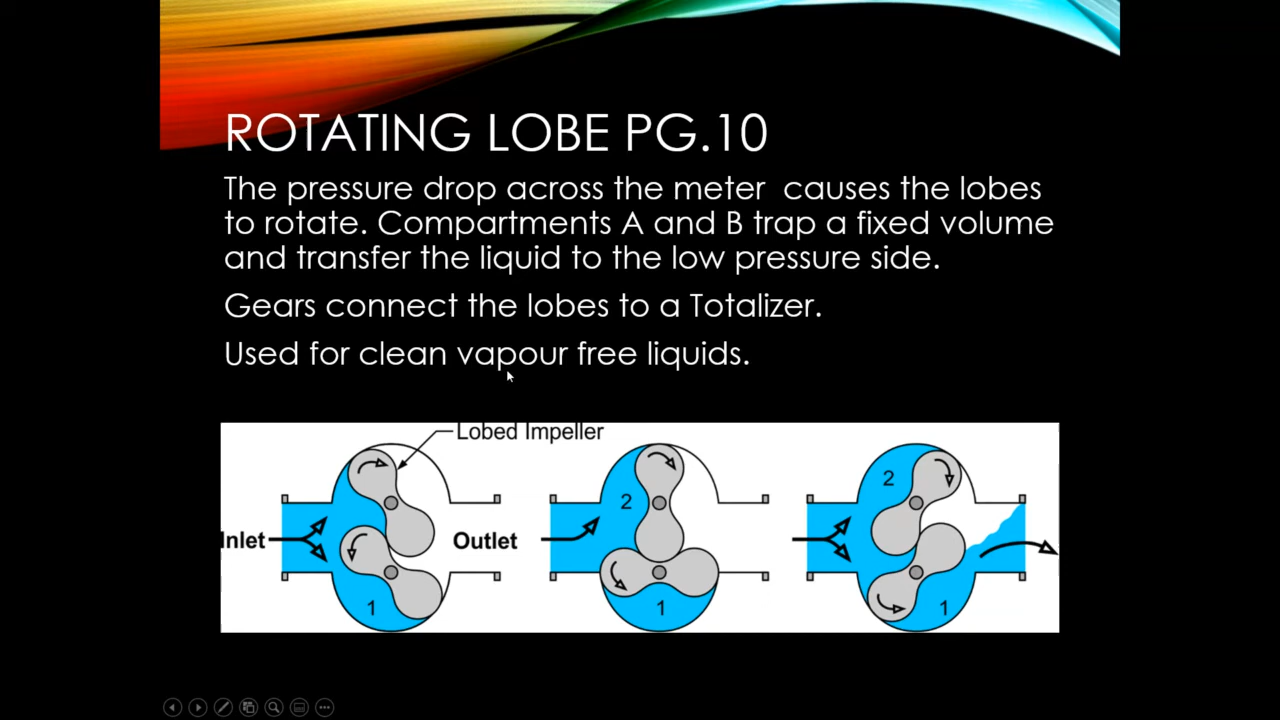 ROTATING LOBE PG.10
The pressure drop across the meter causes the lobes
to rotate. Compartments A and B trap a fixed volume
and transfer the liquid to the low pressure side.
Gears connect the lobes to a Totalizer.
Used for clean vapour free liquids.
Lobed Impeller
2
2
Inlet
Outlet
1
1
1